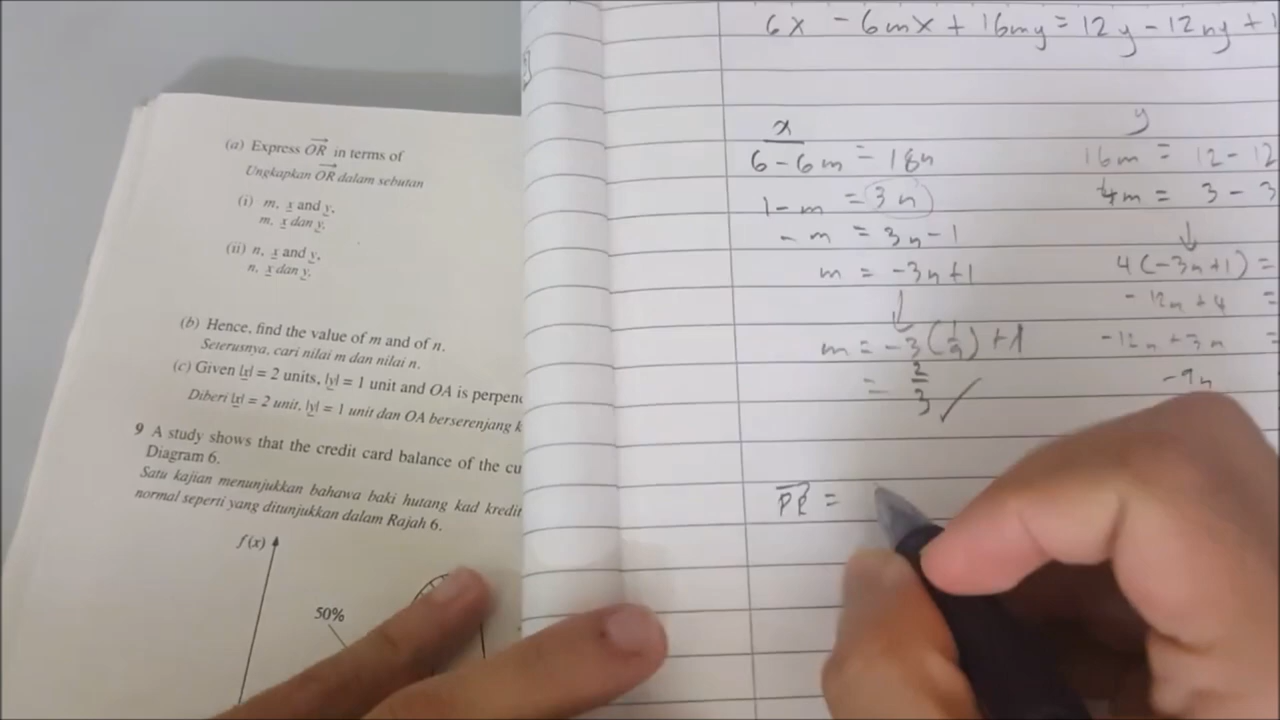 (a) Express OR in terms of
Ungkapkan OR dalam sebutan
(i) m, x and y,
m, x dan y,
(ii) n, x and y,
n, x dan y.
(b) Hence, find the value of m and of n.
Seterusnya, cari nilai m dan nilai n.
(c) Given |x| = 2 units, |y| = 1 unit and OA is
Diberi |x| = 2 unit, |y| = 1 unit dan OA berserenjang
9 A study shows that the credit card balance of the
Diagram 6.
Satu kajian menunjukkan bahawa baki hutang kad
normal seperti yang ditunjukkan dalam Rajah 6.
f(x)
50%
6x - 6mx + 16my = 12y - 12ny +
x
6 - 6m = 18n
1 - m = 3n
- m = 3n - 1
m = -3n + 1
m = -3(1/9) + 1
= 2/3 ✓
y
16m = 12 - 12
4m = 3 - 3
4(-3n+1) =
- 12n + 4 =
-12n + 3n =
-9n
PR =